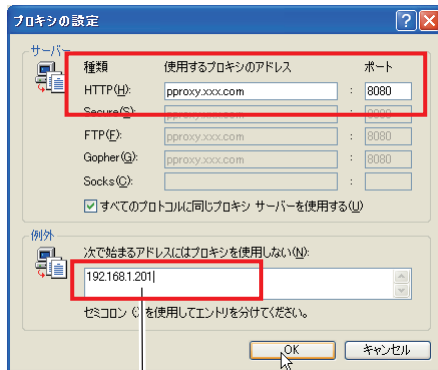 プロキシの設定
サーバー
種類 使用するプロキシのアドレス ポート
HTTP(H): pproxy.xxx.com : 8080
Secure(S): pproxy.xxx.com : 8080
FTP(F): pproxy.xxx.com : 8080
Gopher(G): pproxy.xxx.com : 8080
Socks(C): :
すべてのプロトコルに同じプロキシ サーバーを使用する(U)
例外
次で始まるアドレスにはプロキシを使用しない(N):
192.168.1.201
セミコロン (;) を使用してエントリを分けてください。
OK キャンセル